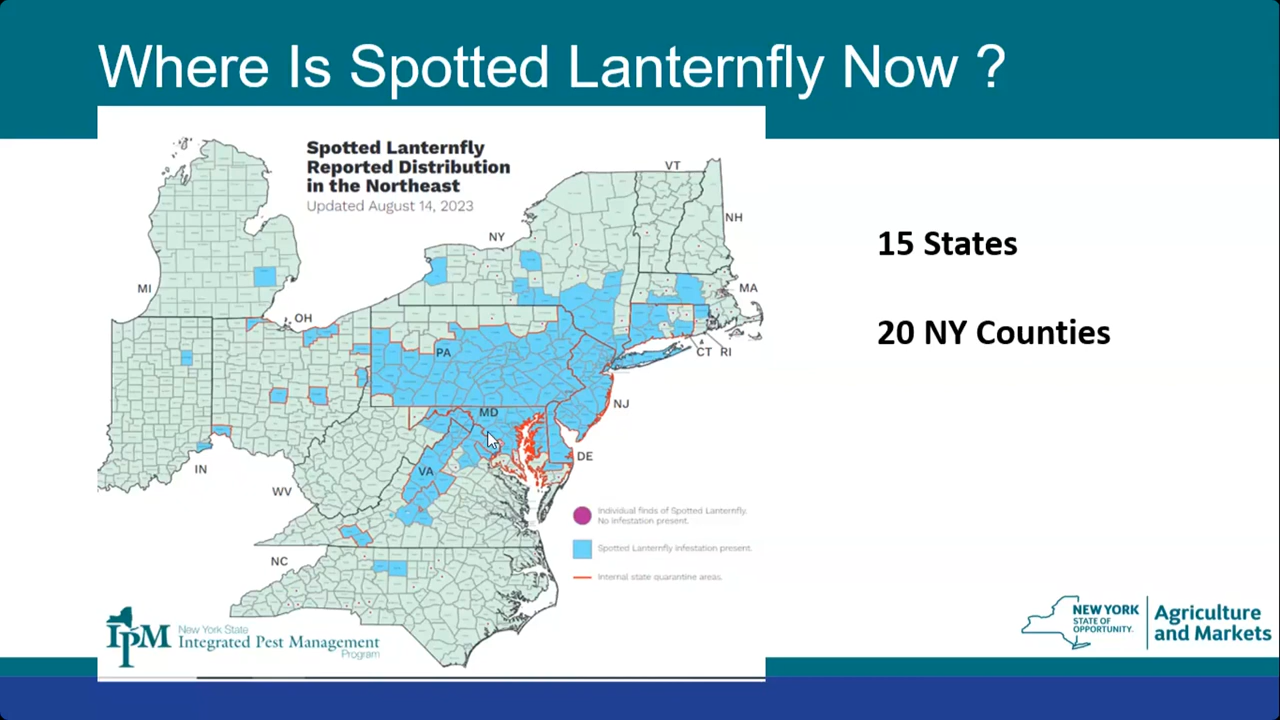 Where Is Spotted Lanternfly Now ?
Spotted Lanternfly
Reported Distribution
in the Northeast
Updated August 14, 2023
VT
NH
NY
MA
MI
OH
CT RI
PA
NJ
MD
DE
VA
IN
WV
NC
Individual finds of Spotted Lanternfly.
No infestation present.
Spotted Lanternfly infestation present.
Internal state quarantine areas.
IPM
New York State
Integrated Pest Management
Program
15 States
20 NY Counties
NEW YORK
STATE OF
OPPORTUNITY.
Agriculture
and Markets